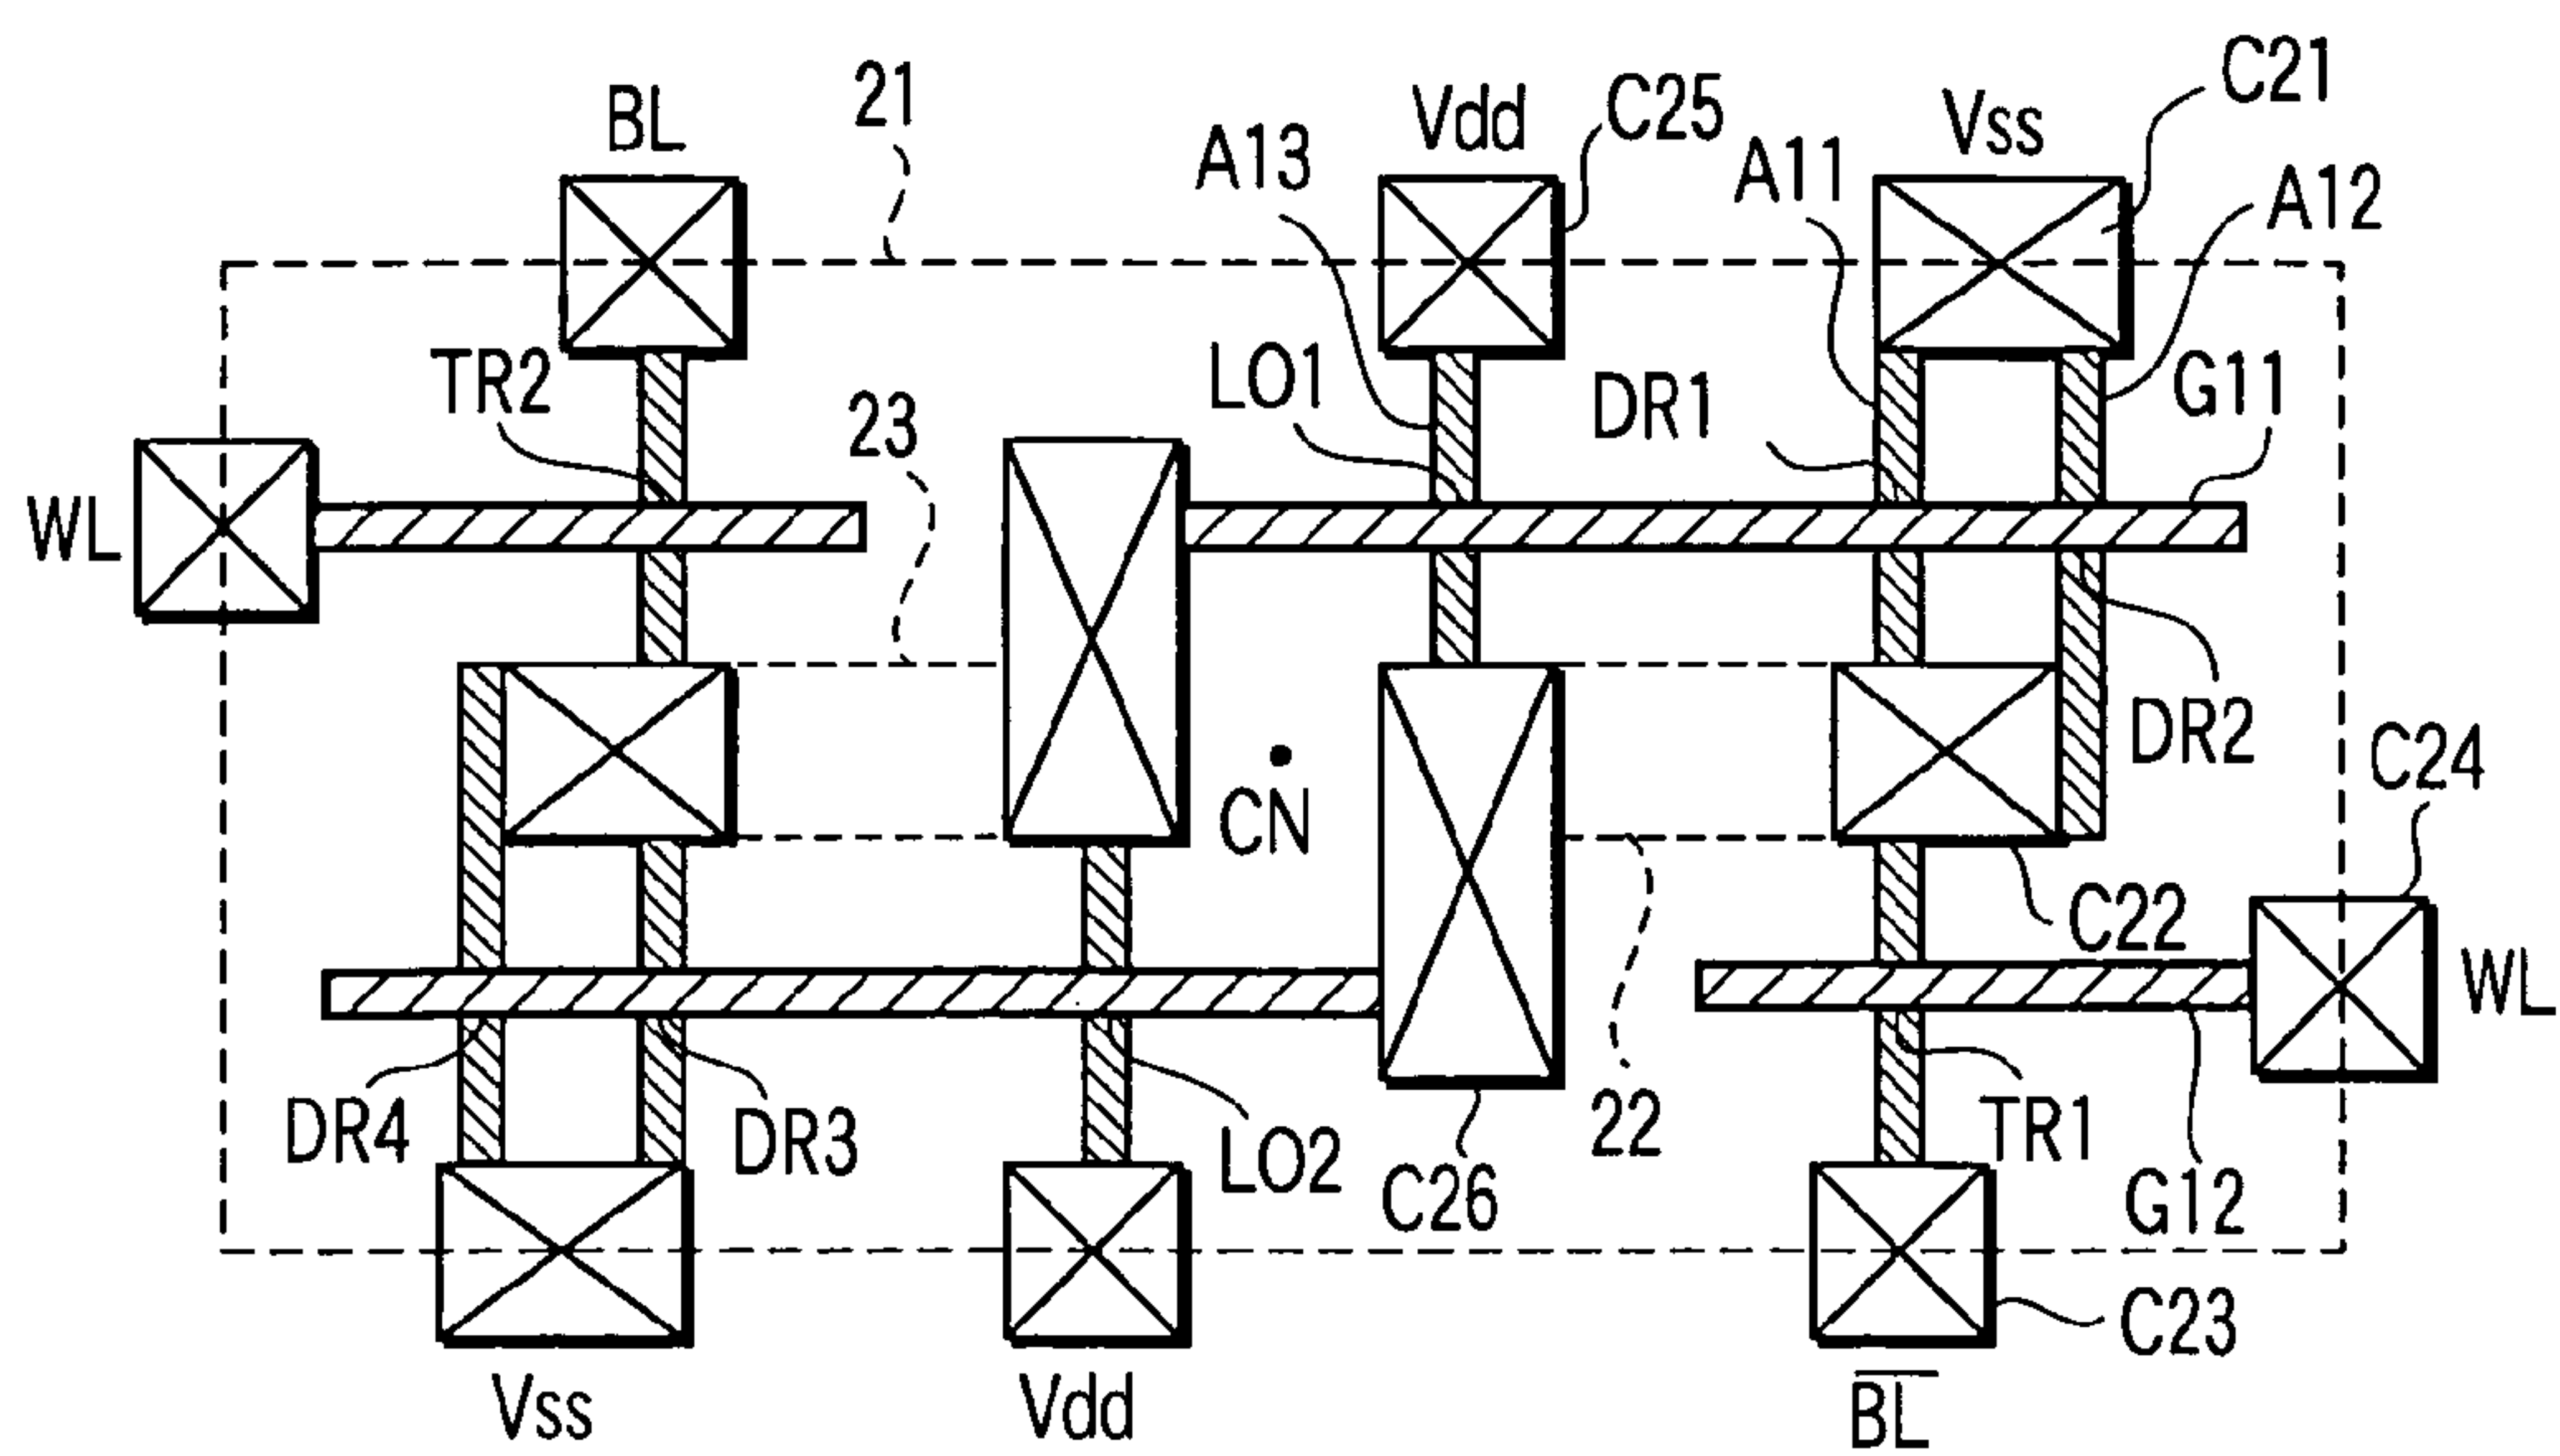 BL
21
Vdd
C25
Vss
C21
A13
A11
A12
TR2
LO1
DR1
G11
23
WL
DR2
C24
CN
C22
WL
DR4
DR3
LO2
C26
22
TR1
G12
C23
Vss
Vdd
B̅L̅